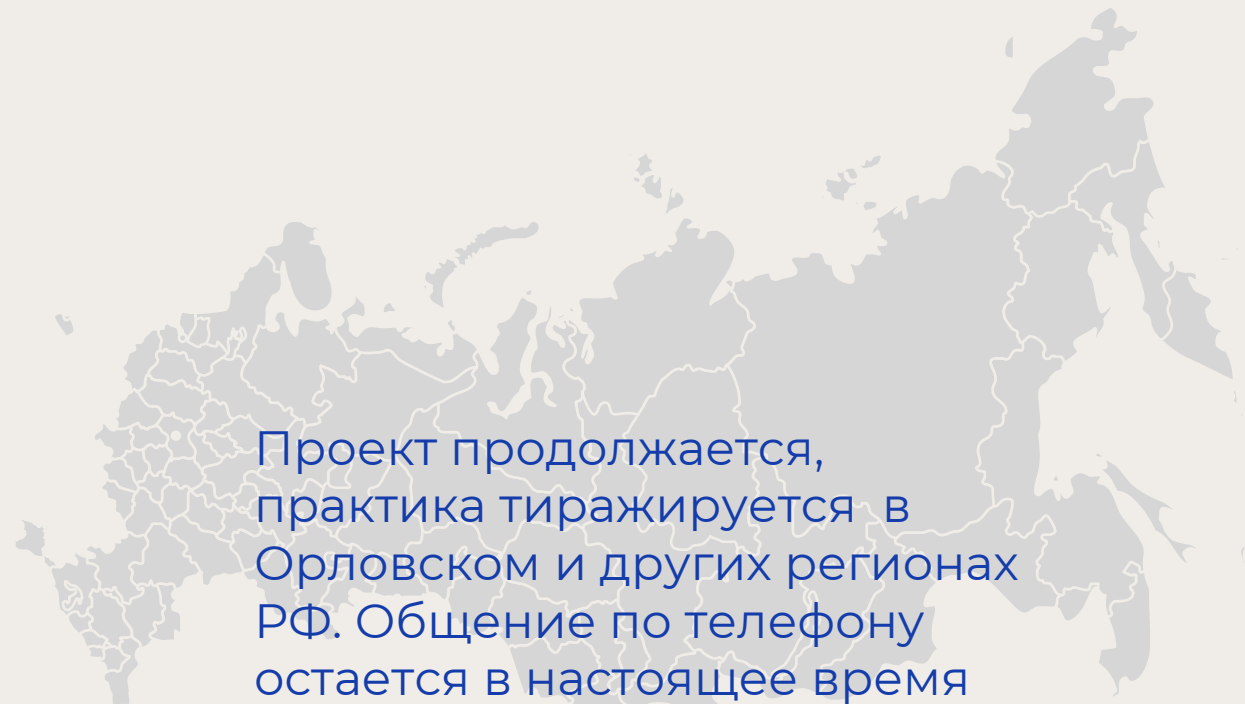 Проект продолжается,
практика тиражируется  в
Орловском и других регионах
РФ. Общение по телефону
остается в настоящее время